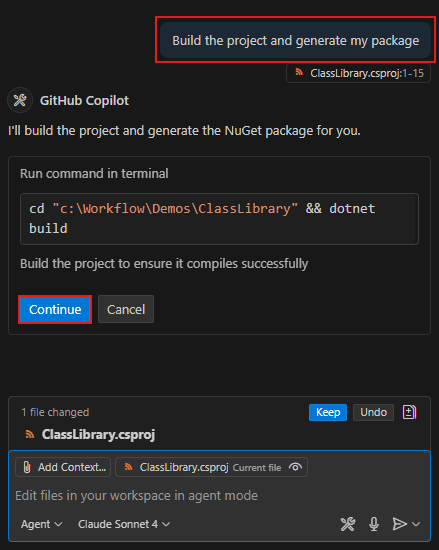 Build the project and generate my package
ClassLibrary.csproj:1-15
GitHub Copilot
I'll build the project and generate the NuGet package for you.
Run command in terminal
cd "c:\Workflow\Demos\ClassLibrary" && dotnet
build
Build the project to ensure it compiles successfully
Continue Cancel
1 file changed Keep Undo
ClassLibrary.csproj
Add Context... ClassLibrary.csproj Current file
Edit files in your workspace in agent mode
Agent Claude Sonnet 4